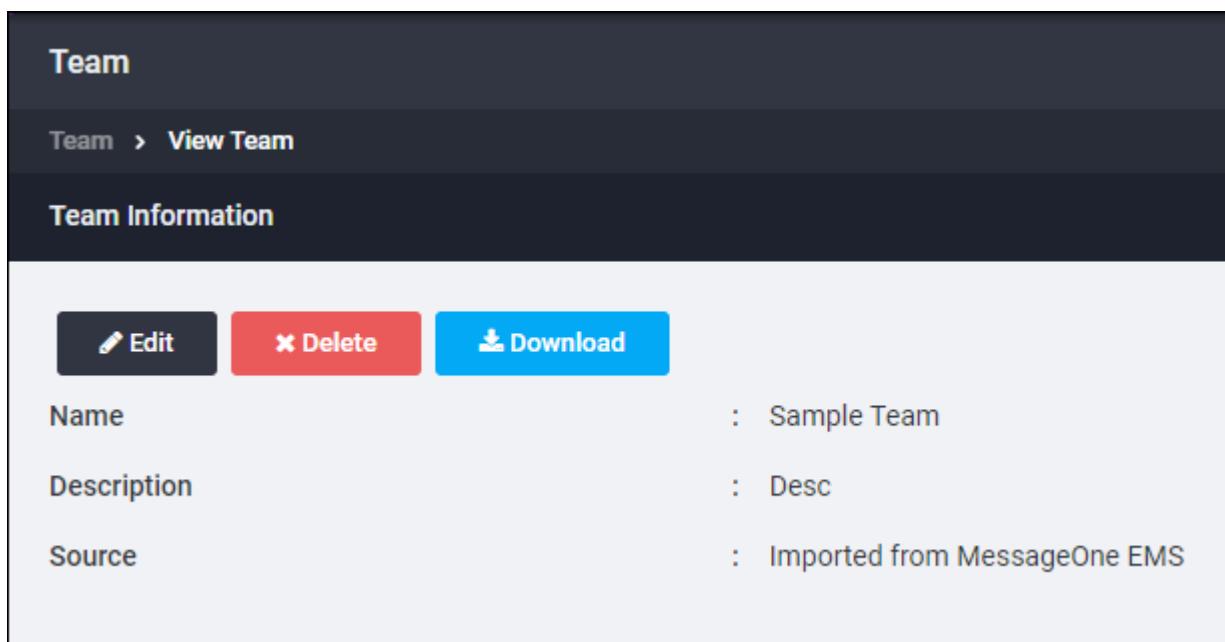 Team
Team > View Team
Team Information
Edit Delete Download
Name : Sample Team
Description : Desc
Source : Imported from MessageOne EMS